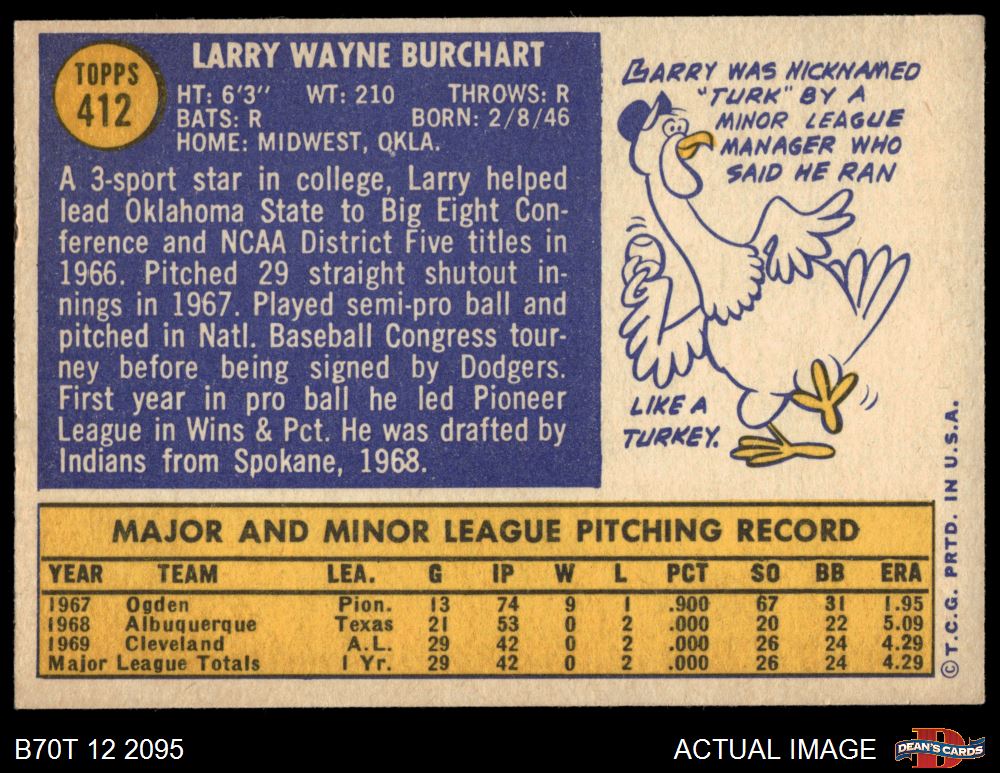 TOPPS
412
LARRY WAYNE BURCHART
HT: 6'3" WT: 210 THROWS: R
BATS: R BORN: 2/8/46
HOME: MIDWEST, OKLA.
A 3-sport star in college, Larry helped
lead Oklahoma State to Big Eight Con-
ference and NCAA District Five titles in
1966. Pitched 29 straight shutout in-
nings in 1967. Played semi-pro ball and
pitched in Natl. Baseball Congress tour-
ney before being signed by Dodgers.
First year in pro ball he led Pioneer
League in Wins & Pct. He was drafted by
Indians from Spokane, 1968.
LARRY WAS NICKNAMED
"TURK" BY A
MINOR LEAGUE
MANAGER WHO
SAID HE RAN
LIKE A
TURKEY.
MAJOR AND MINOR LEAGUE PITCHING RECORD
YEAR TEAM LEA. G IP W L PCT SO BB ERA
1967 Ogden Pion. 13 74 9 1 .900 67 31 1.95
1968 Albuquerque Texas 21 53 0 2 .000 20 22 5.09
1969 Cleveland A.L. 29 42 0 2 .000 26 24 4.29
Major League Totals 1 Yr. 29 42 0 2 .000 26 24 4.29
© T.C.G. PRTD. IN U.S.A.
B70T 12 2095
ACTUAL IMAGE
D
DEAN'S CARDS